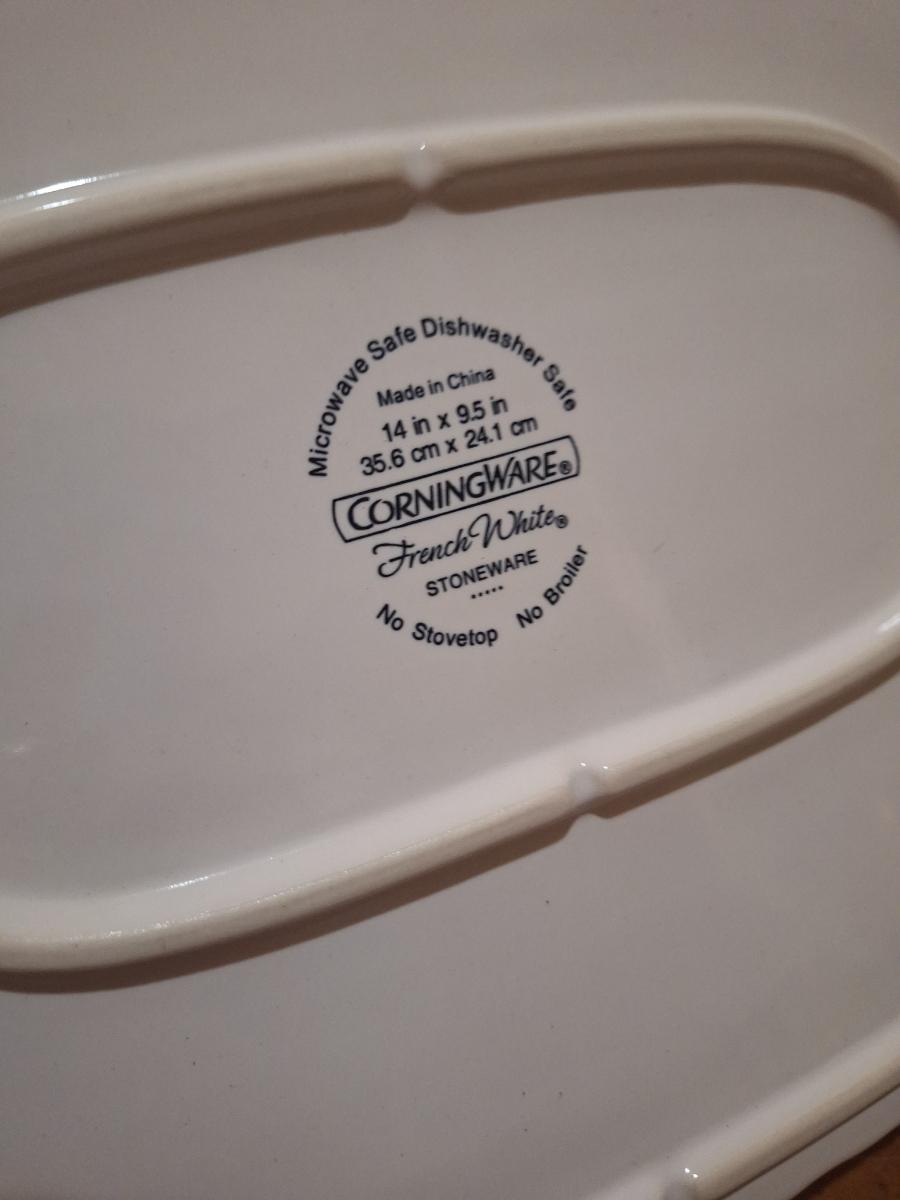 Microwave Safe Dishwasher Safe
Made in China
14 in x 9.5 in
35.6 cm x 24.1 cm
CORNINGWARE®
French White®
STONEWARE
•••••
No Stovetop No Broiler